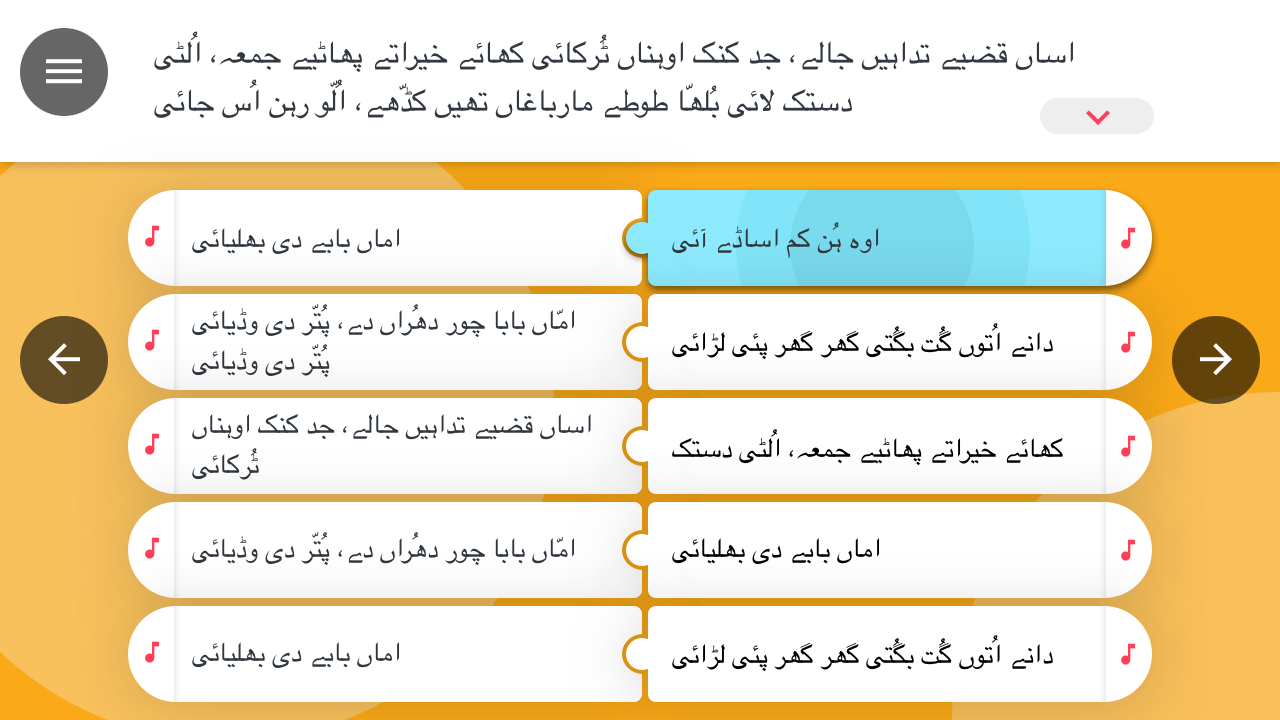 اساں قضیے تداہیں جالے، جد کنک اوہناں ٹُرکائی کھائے خیراتے پھاٹیے جمعہ، اُلٹی
دستک لائی بُلھّا طوطے مارباغاں تھیں کڈّھے، اُلّو رہن اُس جائی
اماں بابے دی بھلیائی
اوہ ہُن کم اساڈے آئی
امّاں بابا چور دھُراں دے، پُتّر دی وڈیائی
پُتّر دی وڈیائی
دانے اُتوں گُت بگُتی گھر گھر پئی لڑائی
اساں قضیے تداہیں جالے، جد کنک اوہناں
ٹُرکائی
کھائے خیراتے پھاٹیے جمعہ، اُلٹی دستک
امّاں بابا چور دھُراں دے، پُتّر دی وڈیائی
اماں بابے دی بھلیائی
اماں بابے دی بھلیائی
دانے اُتوں گُت بگُتی گھر گھر پئی لڑائی